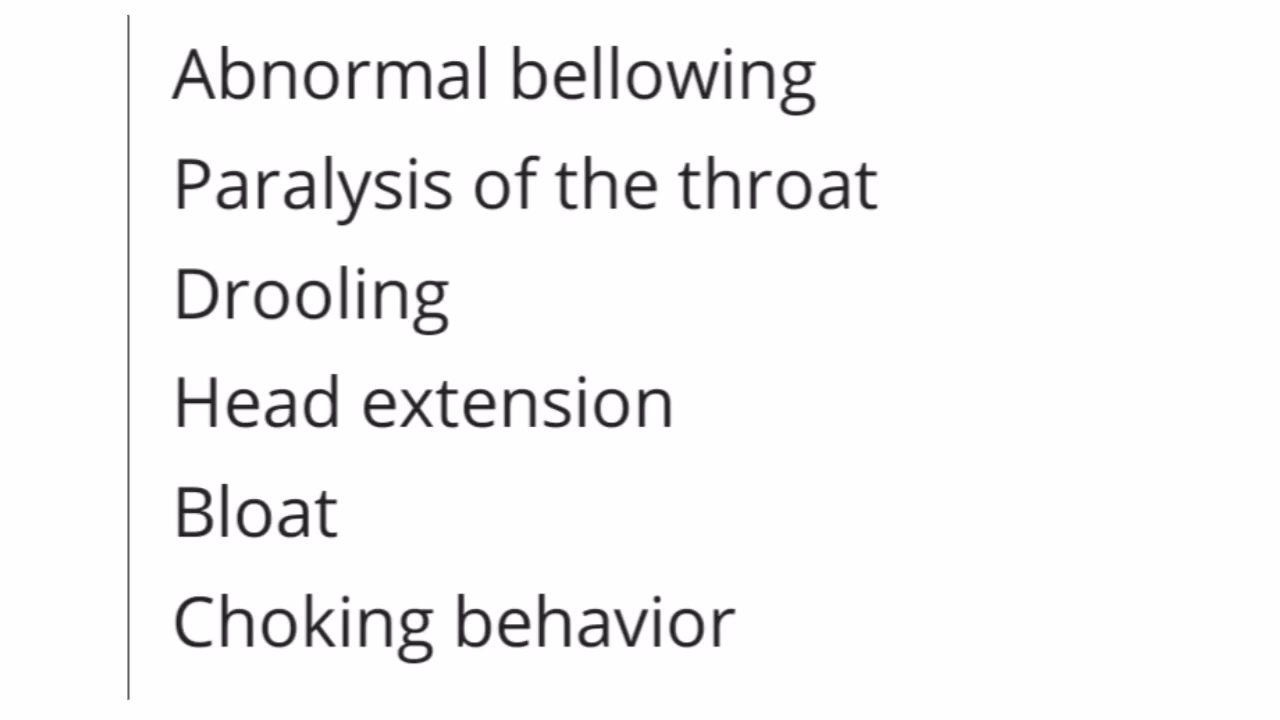 Abnormal bellowing
Paralysis of the throat
Drooling
Head extension
Bloat
Choking behavior